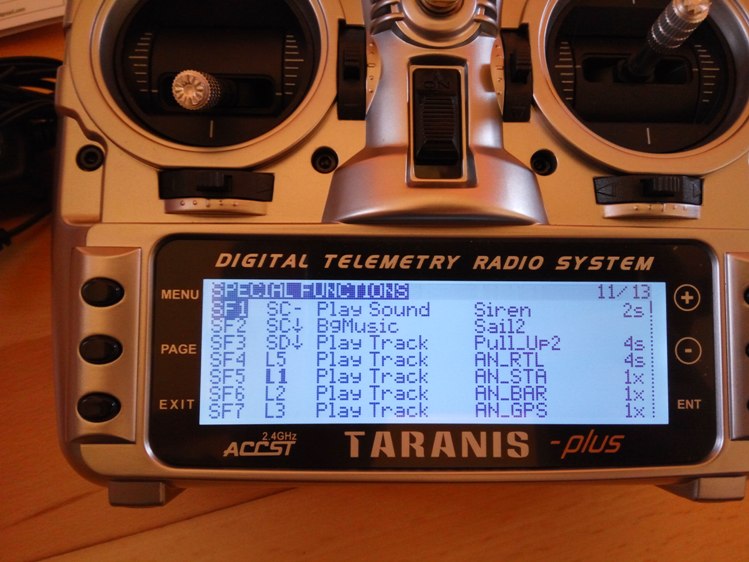 DIGITAL TELEMETRY RADIO SYSTEM
MENU
PAGE
EXIT
SPECIAL FUNCTIONS 11/13
SF1 SC- Play Sound Siren 2s
SF2 SC↓ BgMusic Sail2
SF3 SD↓ Play Track Pull_Up2 4s
SF4 L5 Play Track AN_RTL 4s
SF5 L1 Play Track AN_STA 1x
SF6 L2 Play Track AN_BAR 1x
SF7 L3 Play Track AN_GPS 1x
+
-
ENT
2.4GHz
ACCST TARANIS -plus